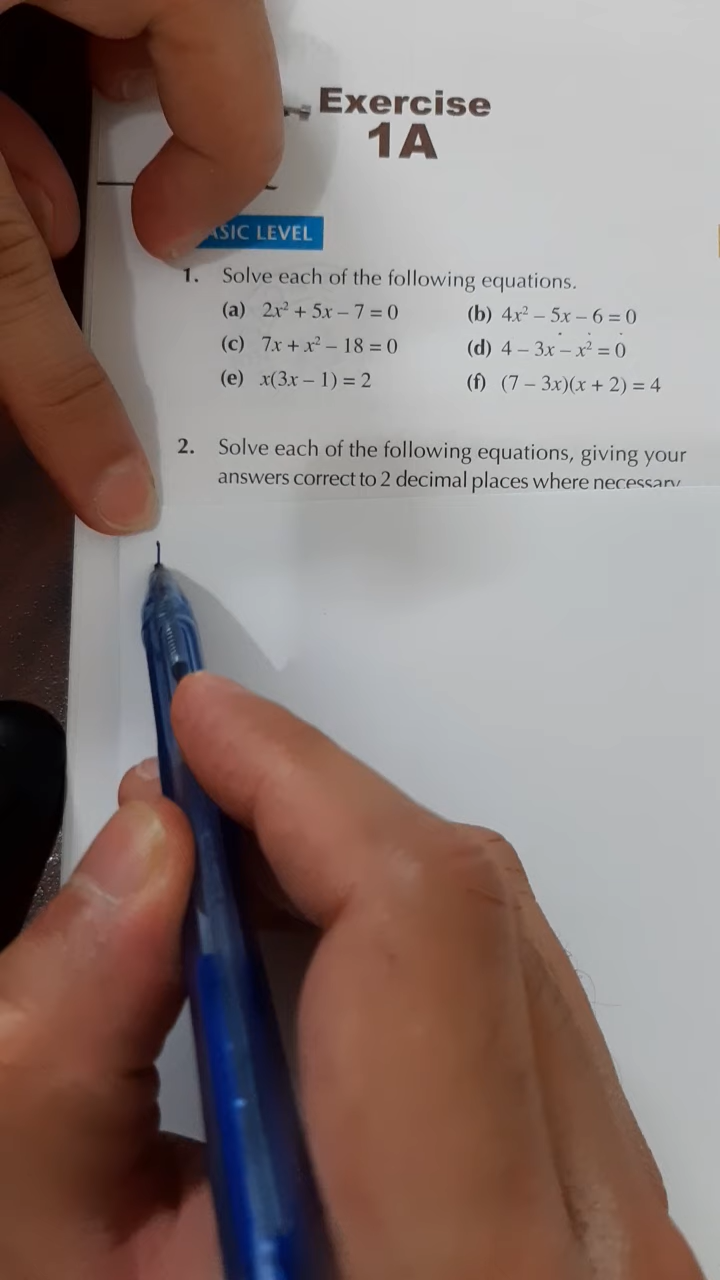 Exercise
1A
ASIC LEVEL
1. Solve each of the following equations.
(a) 2x² + 5x – 7 = 0 (b) 4x² – 5x – 6 = 0
(c) 7x + x² – 18 = 0 (d) 4 – 3x – x² = 0
(e) x(3x – 1) = 2 (f) (7 – 3x)(x + 2) = 4
2. Solve each of the following equations, giving your
answers correct to 2 decimal places where necessary